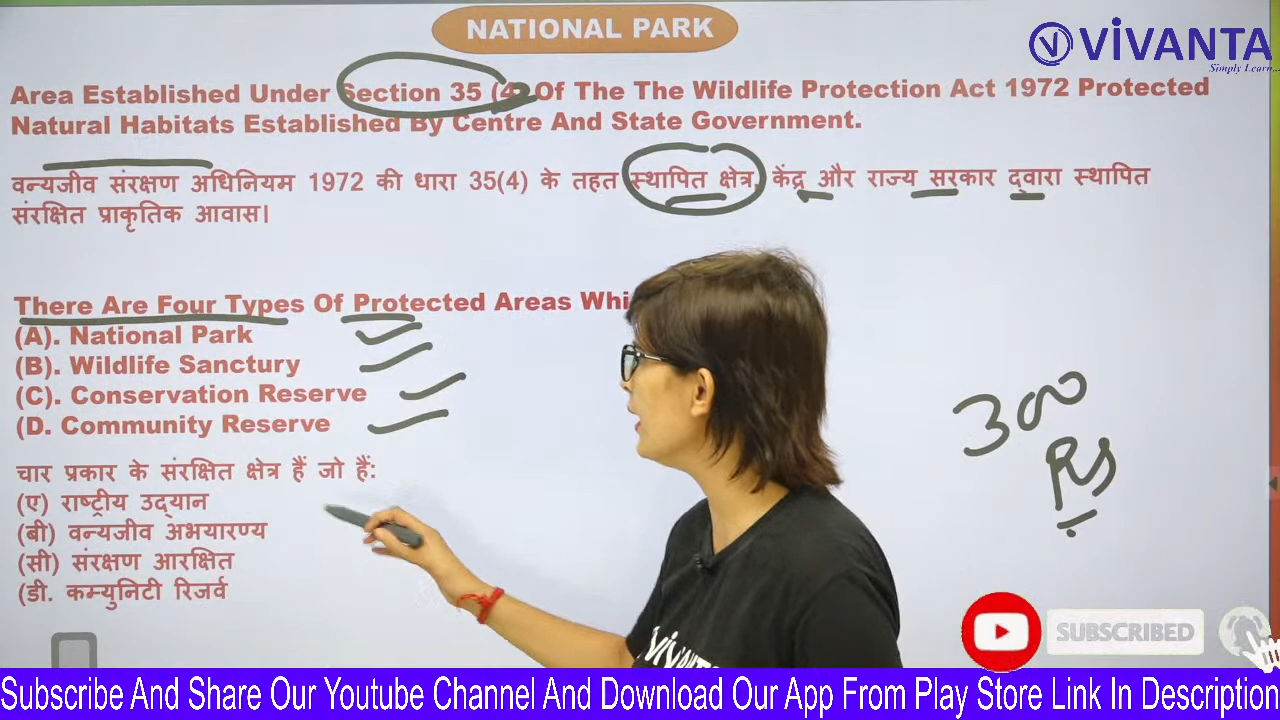 NATIONAL PARK
VIVANTA
Simply Learn...
Area Established Under Section 35 (4) Of The The Wildlife Protection Act 1972 Protected
Natural Habitats Established By Centre And State Government.
वन्यजीव संरक्षण अधिनियम 1972 की धारा 35(4) के तहत स्थापित क्षेत्र, केंद्र और राज्य सरकार द्वारा स्थापित
संरक्षित प्राकृतिक आवास।
There Are Four Types Of Protected Areas Whi
(A). National Park
(B). Wildlife Sanctury
(C). Conservation Reserve
(D. Community Reserve
चार प्रकार के संरक्षित क्षेत्र हैं जो हैं:
(ए) राष्ट्रीय उद्यान
(बी) वन्यजीव अभयारण्य
(सी) संरक्षण आरक्षित
(डी. कम्युनिटी रिजर्व
300
Rs
SUBSCRIBED
Subscribe And Share Our Youtube Channel And Download Our App From Play Store Link In Description